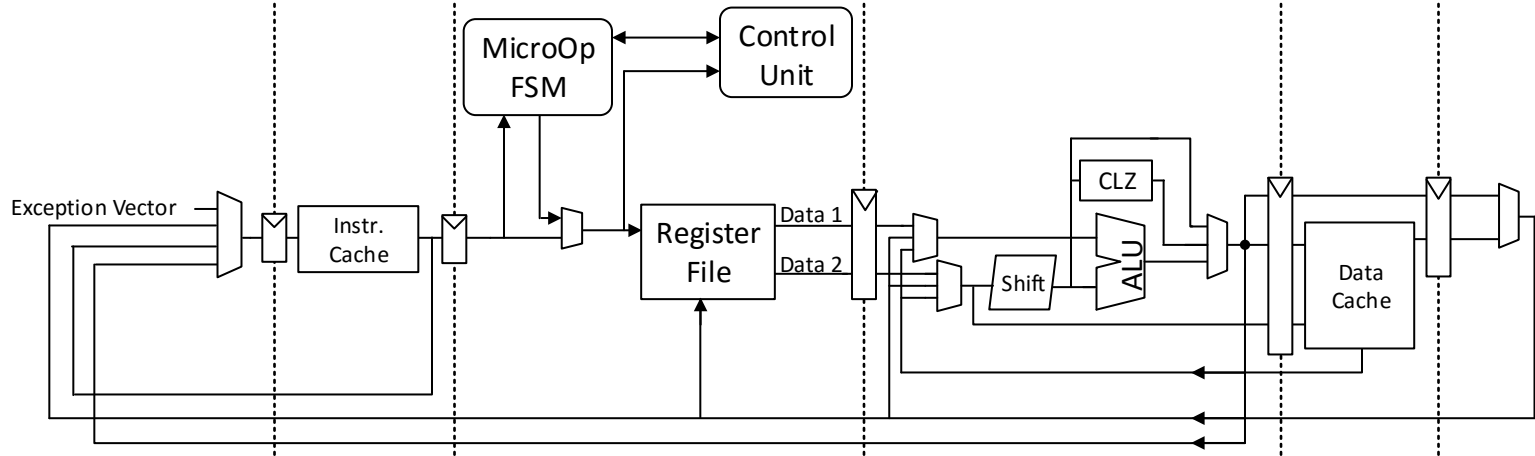 MicroOp
FSM
Control
Unit
Exception Vector
Instr.
Cache
Register
File
Data 1
Data 2
Shift
CLZ
ALU
Data
Cache